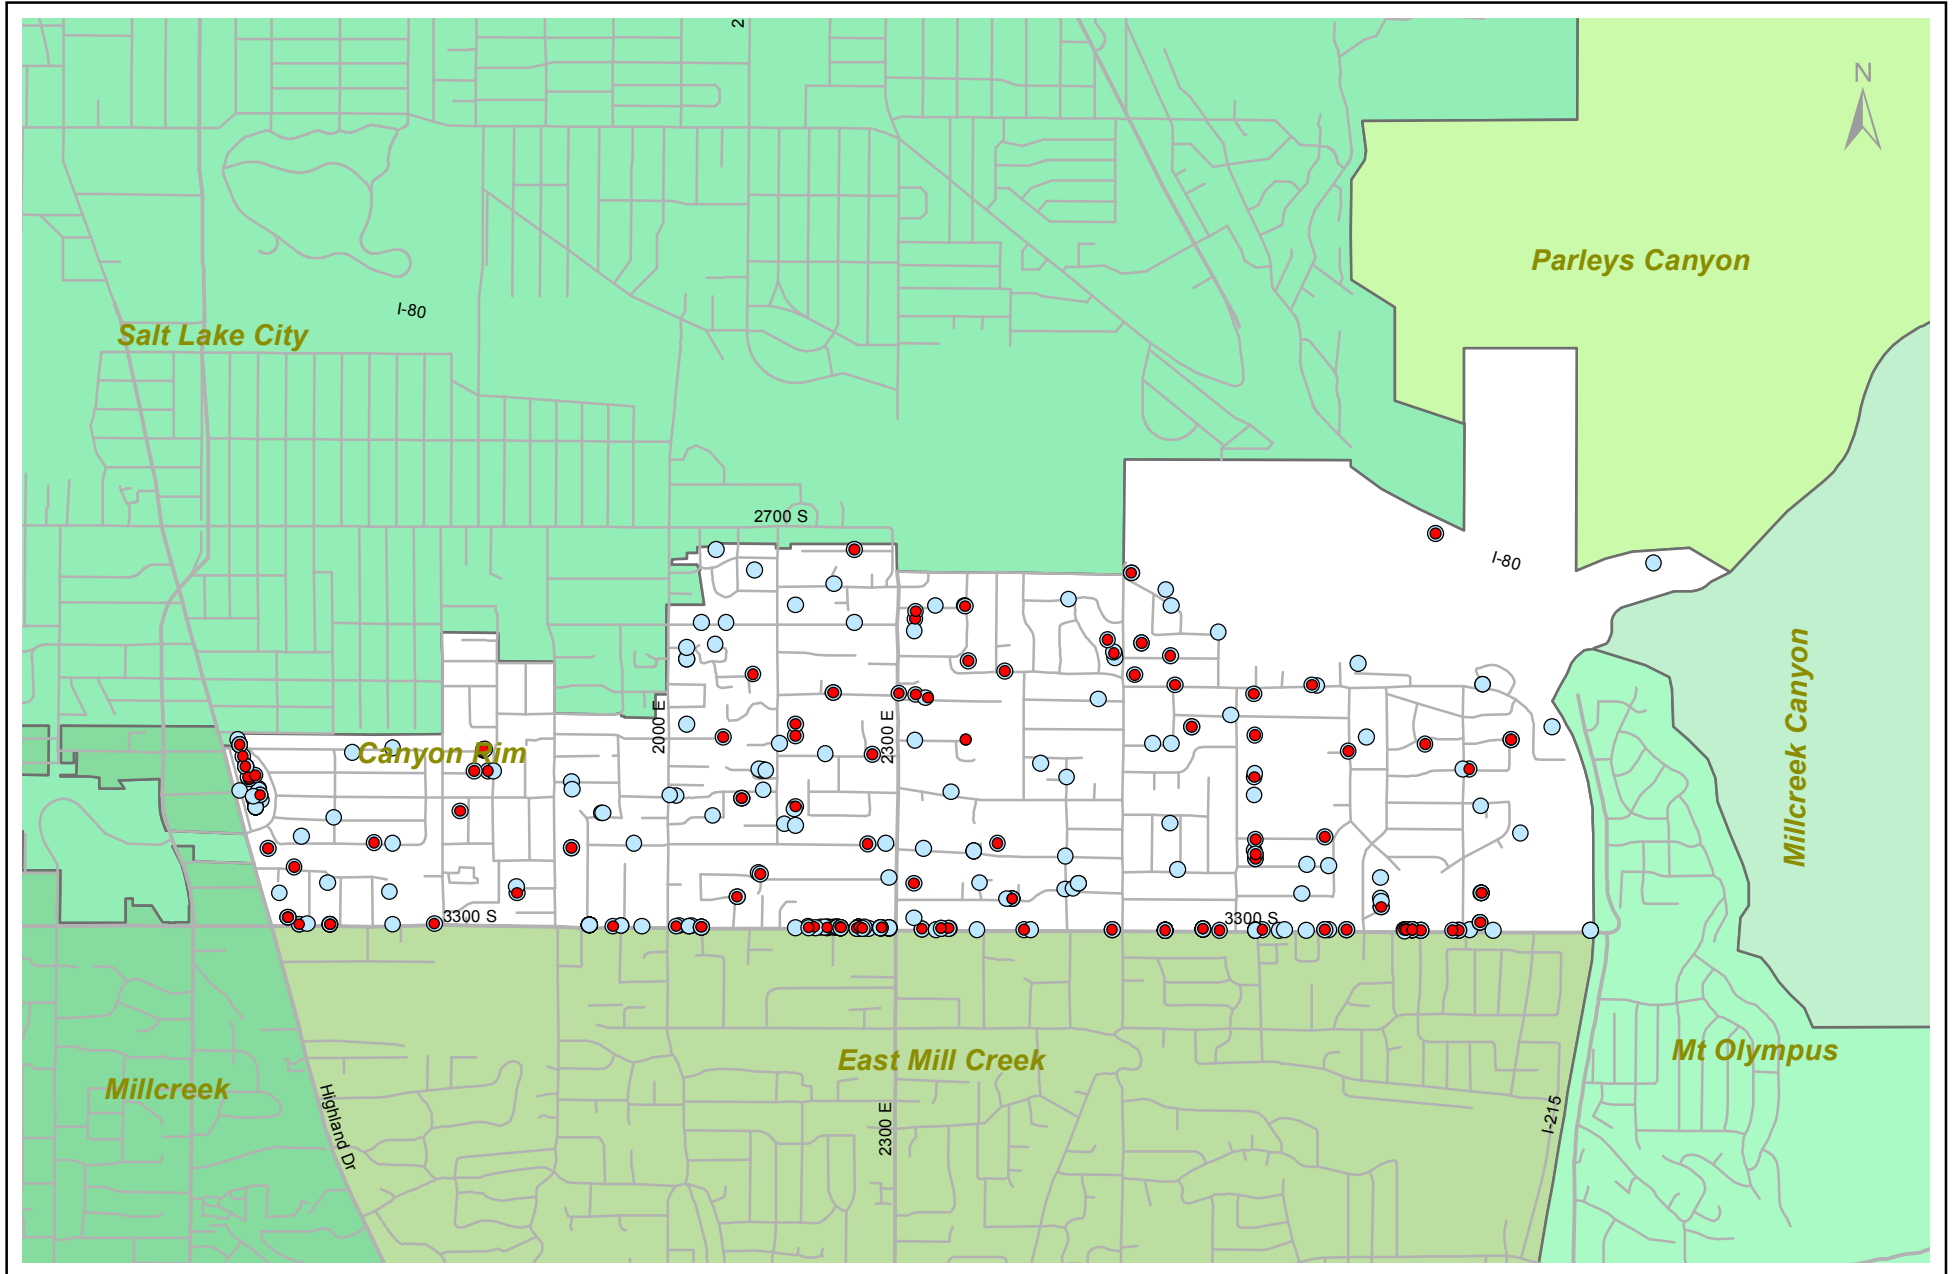 2
N
Parleys Canyon
I-80
Salt Lake City
2700 S
I-80
Millcreek Canyon
2000 E
2300 E
Canyon Rim
3300 S
3300 S
East Mill Creek
Mt Olympus
Millcreek
Highland Dr
2300 E
I-215